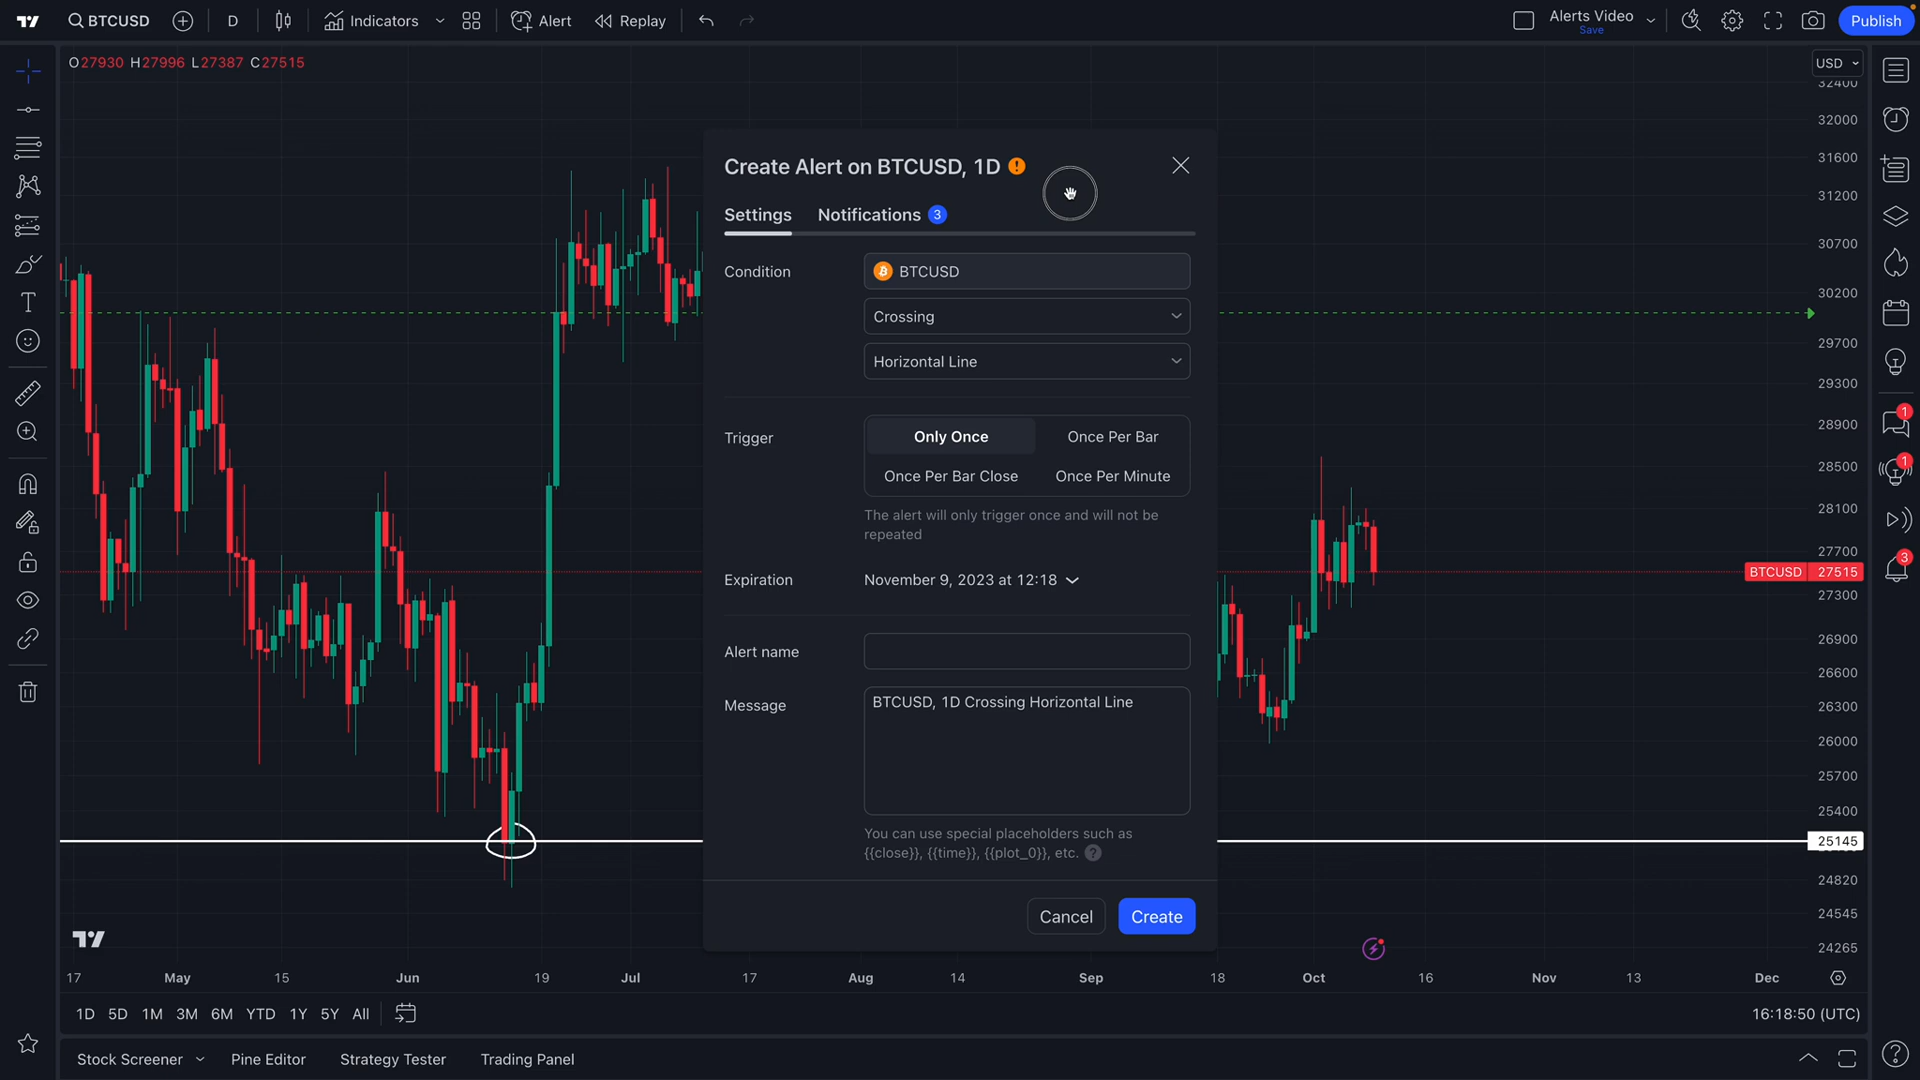 BTCUSD
D
Indicators
Alert
Replay
Alerts Video
Save
Publish
O27930 H27996 L27387 C27515
USD
32400
32000
31600
31200
30700
30200
29700
29300
28900
28500
28100
27700
BTCUSD 27515
27300
26900
26600
26300
26000
25700
25400
25145
24820
24545
24265
Create Alert on BTCUSD, 1D
Settings
Notifications 3
Condition
BTCUSD
Crossing
Horizontal Line
Trigger
Only Once
Once Per Bar
Once Per Bar Close
Once Per Minute
The alert will only trigger once and will not be
repeated
Expiration
November 9, 2023 at 12:18
Alert name
Message
BTCUSD, 1D Crossing Horizontal Line
You can use special placeholders such as
{{close}}, {{time}}, {{plot_0}}, etc.
Cancel
Create
1
1
3
17 May 15 Jun 19 Jul 17 Aug 14 Sep 18 Oct 16 Nov 13 Dec
1D 5D 1M 3M 6M YTD 1Y 5Y All
16:18:50 (UTC)
Stock Screener
Pine Editor
Strategy Tester
Trading Panel